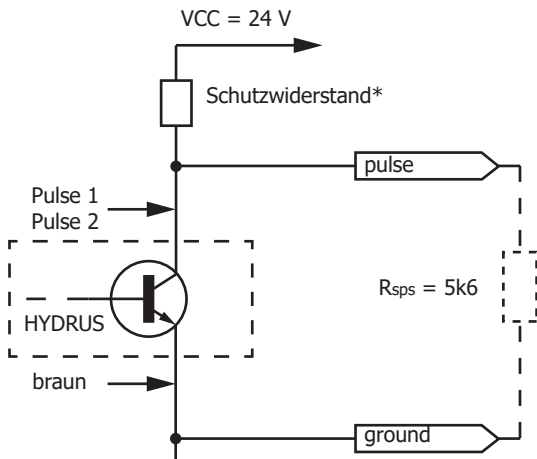 VCC = 24 V
Schutzwiderstand*
pulse
Pulse 1
Pulse 2
Rsps = 5k6
HYDRUS
braun
ground